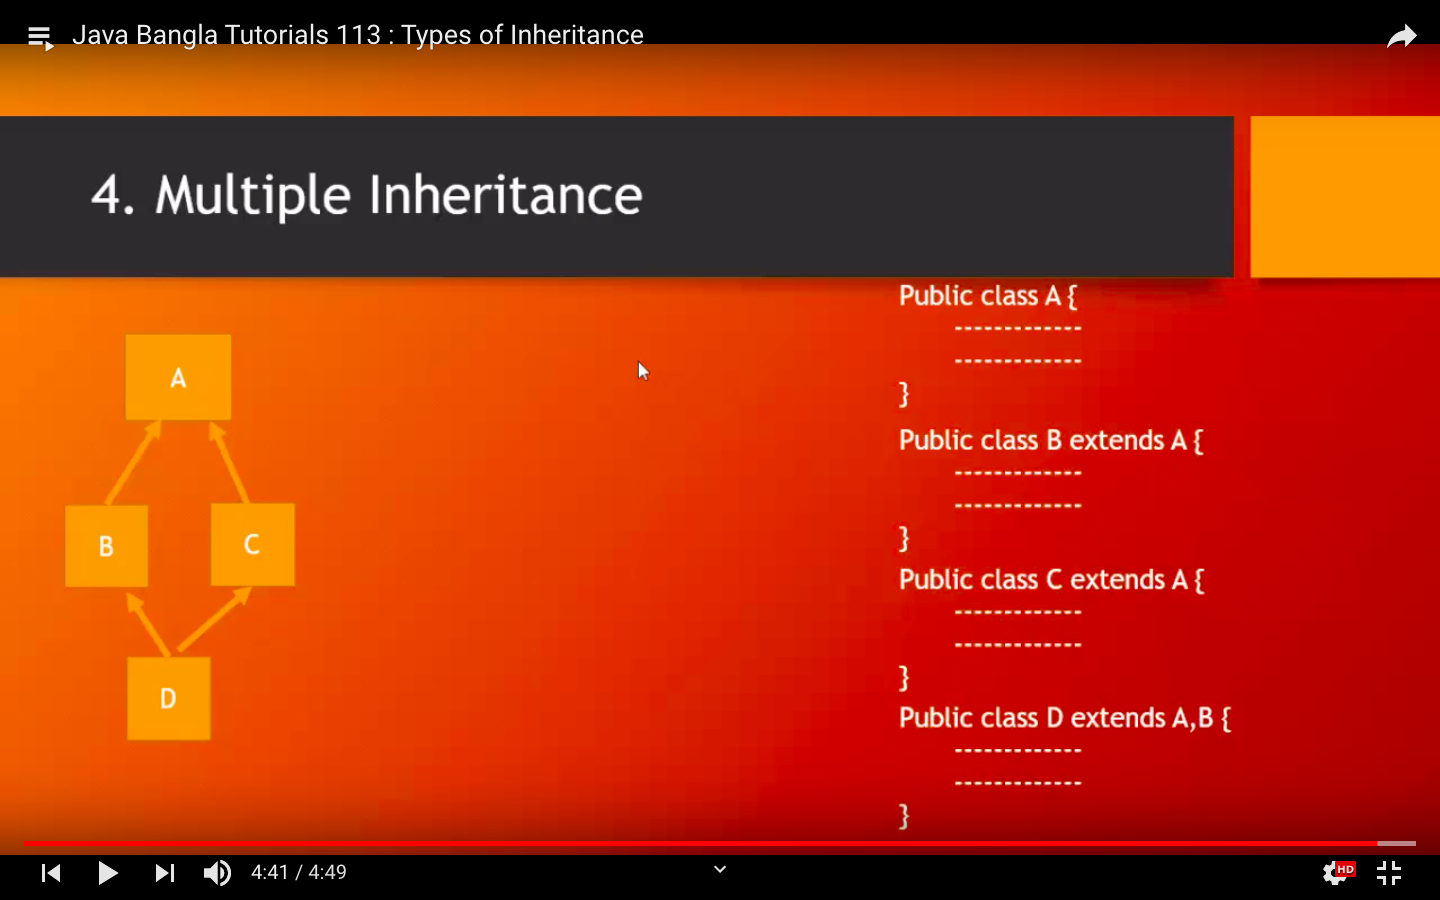 Java Bangla Tutorials 113 : Types of Inheritance
4. Multiple Inheritance
A
B
C
D
Public class A {
-------------
-------------
}
Public class B extends A {
-------------
-------------
}
Public class C extends A {
-------------
-------------
}
Public class D extends A,B {
-------------
-------------
}
4:41 / 4:49
HD